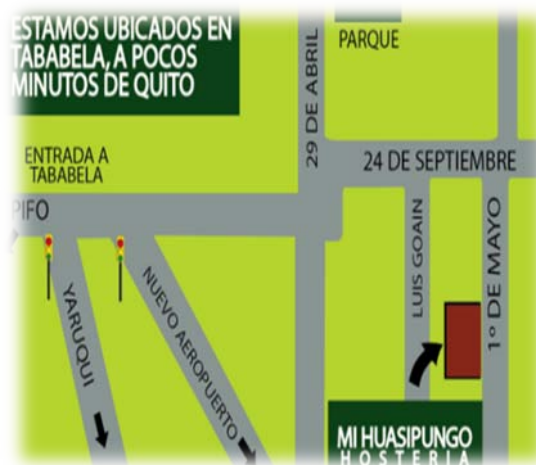 ESTAMOS UBICADOS EN
TABABELA, A POCOS
MINUTOS DE QUITO
PARQUE
29 DE ABRIL
24 DE SEPTIEMBRE
ENTRADA A
TABABELA
PIFO
YARUQUI
NUEVO AEROPUERTO
LUIS GOAIN
1º DE MAYO
MI HUASIPUNGO
HOSTERIA